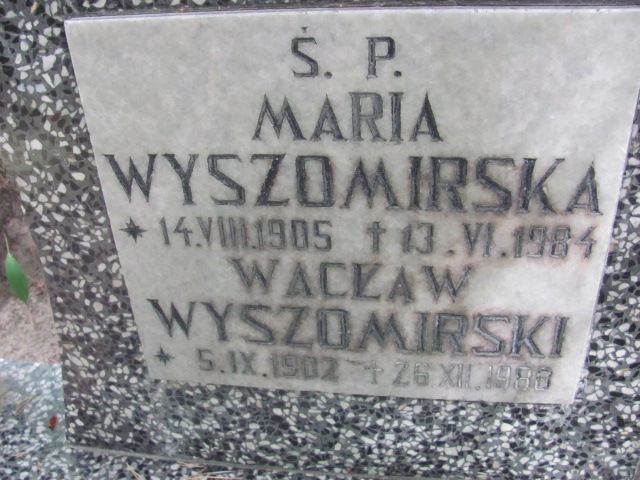 Ś. P.
MARIA
WYSZOMIRSKA
* 14.VIII.1905 † 13.VI.1984
WACŁAW
WYSZOMIRSKI
* 5.IX.1902 † 26 XII.1988